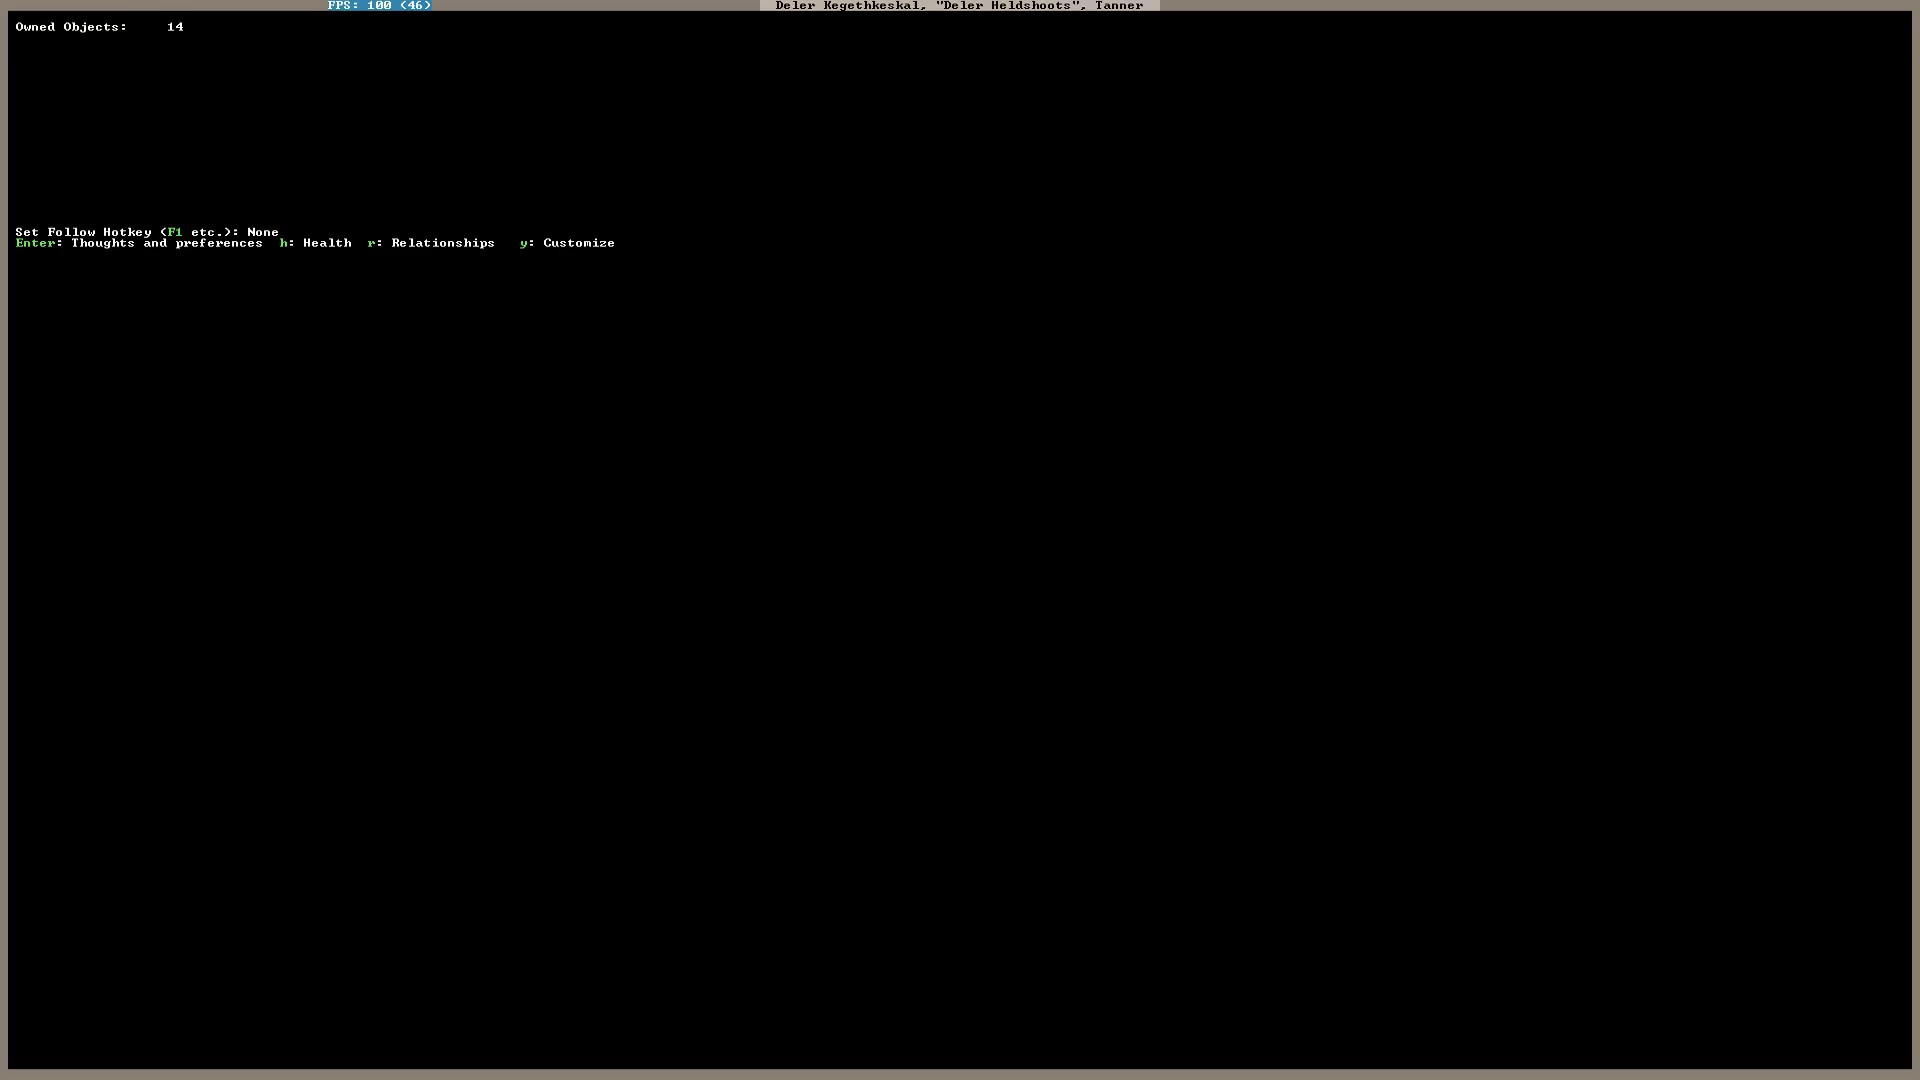 FPS: 100 (46)
Deler Kegethkeskal, "Deler Heldshoots", Tanner
Owned Objects: 14
Set Follow Hotkey (F1 etc.): None
Enter: Thoughts and preferences h: Health r: Relationships y: Customize